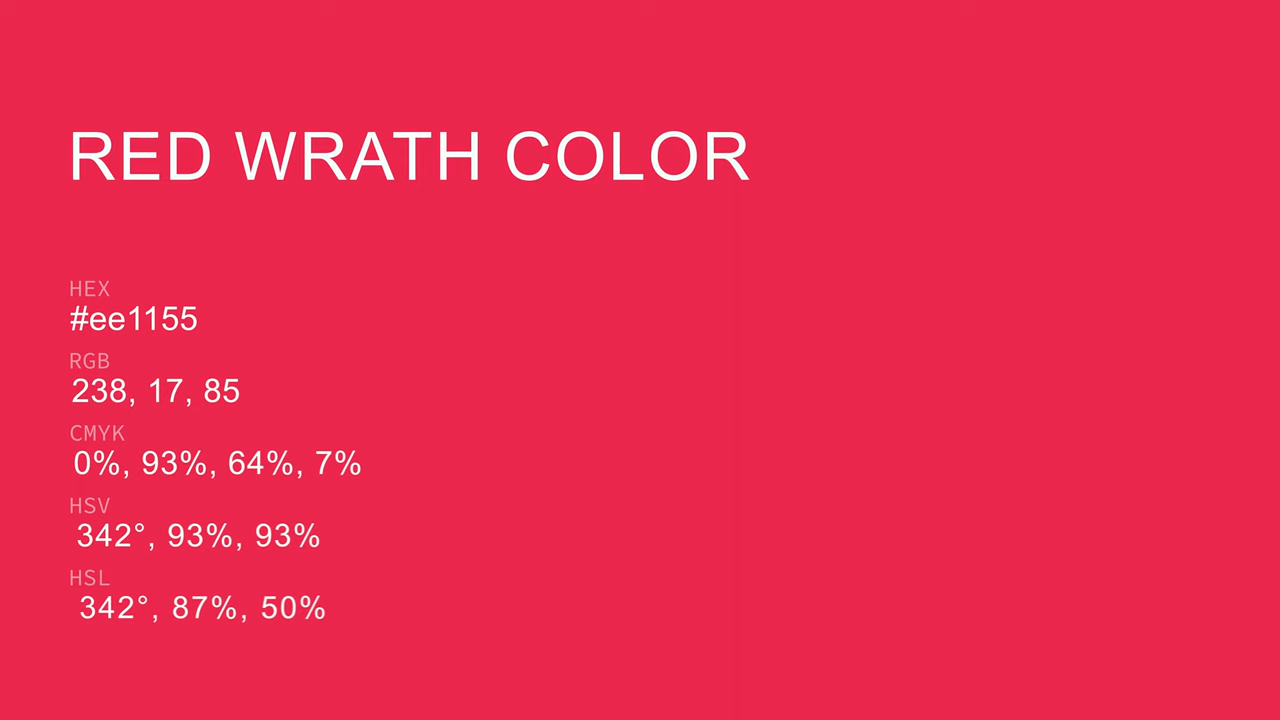 RED WRATH COLOR
HEX
#ee1155
RGB
238, 17, 85
CMYK
0%, 93%, 64%, 7%
HSV
342°, 93%, 93%
HSL
342°, 87%, 50%